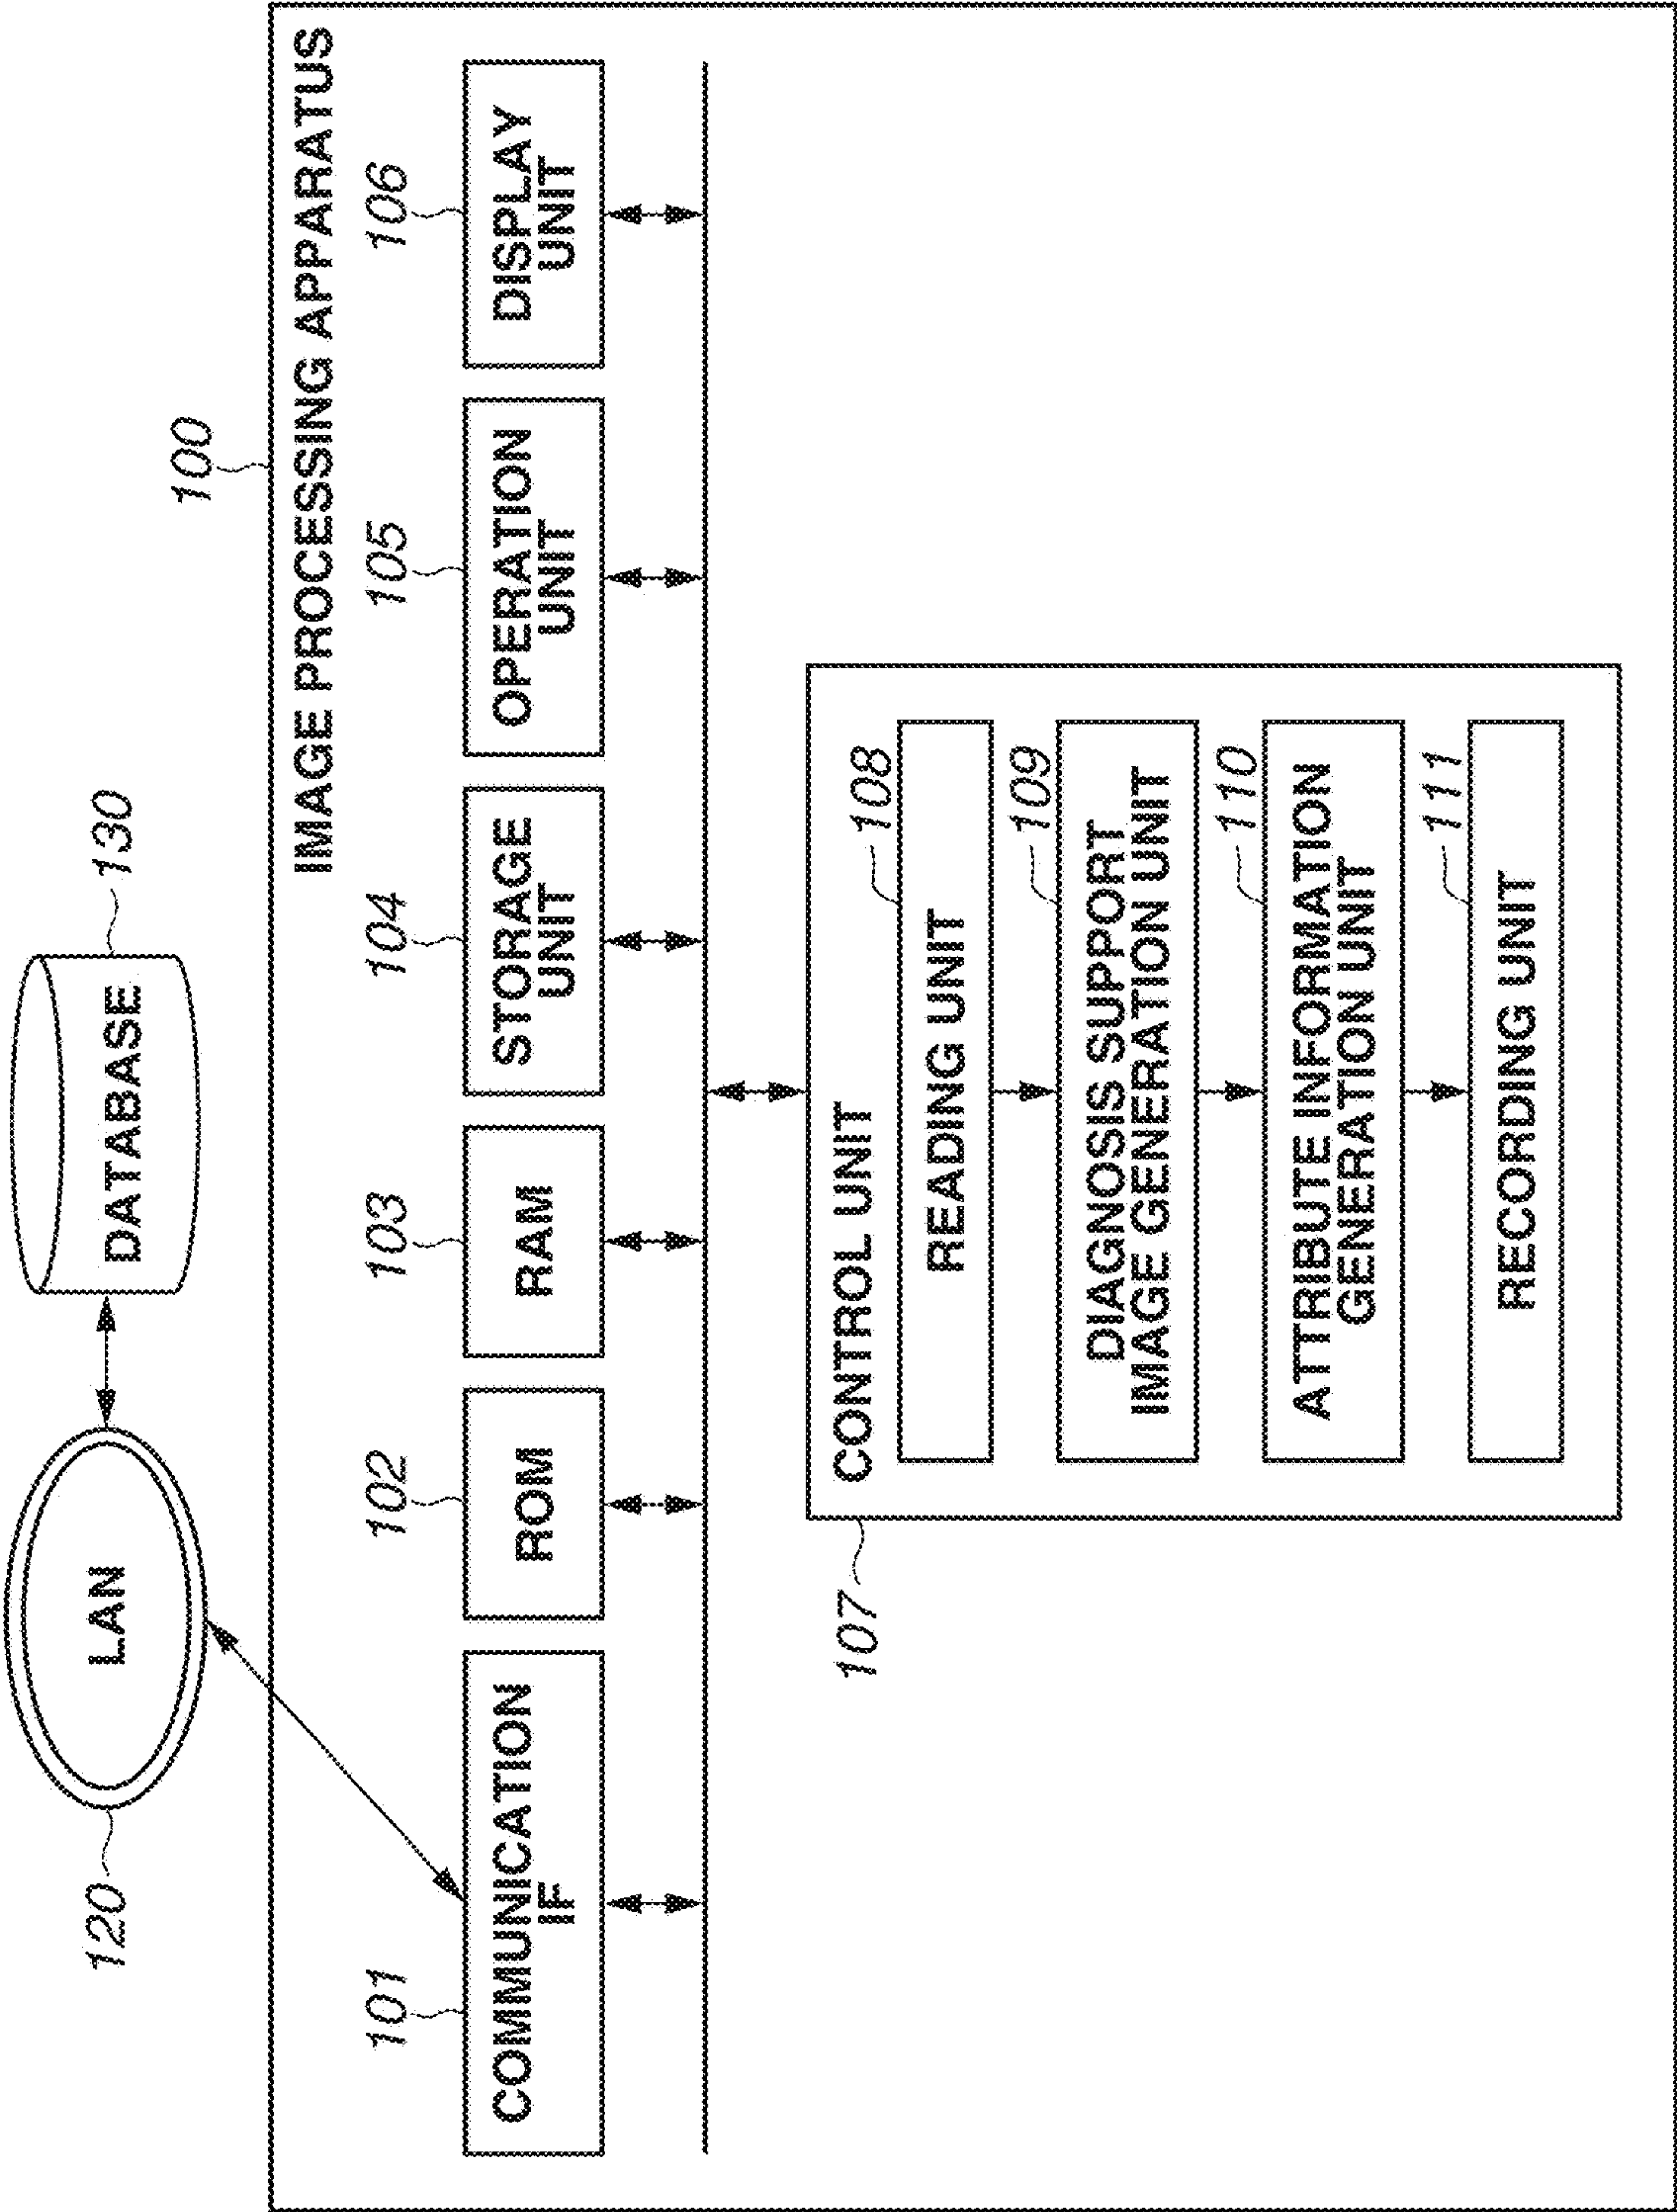 120
LAN
DATABASE
130
100
IMAGE PROCESSING APPARATUS
101
COMMUNICATION
IF
102
ROM
103
RAM
104
STORAGE
UNIT
105
OPERATION
UNIT
106
DISPLAY
UNIT
107
CONTROL UNIT
108
READING UNIT
109
DIAGNOSIS SUPPORT
IMAGE GENERATION UNIT
110
ATTRIBUTE INFORMATION
GENERATION UNIT
111
RECORDING UNIT